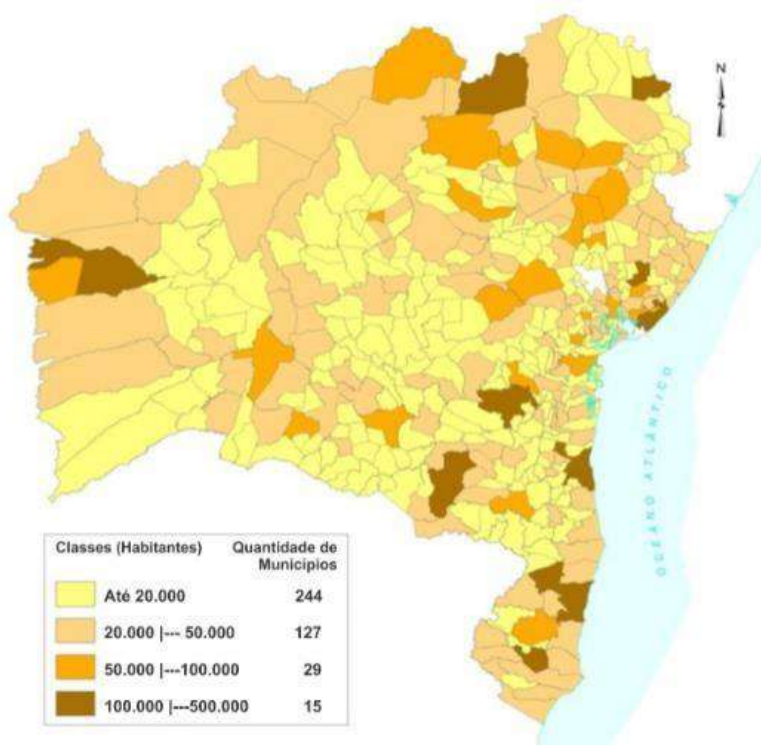 N
OCEANO ATLÂNTICO
Classes (Habitantes) Quantidade de
Municípios
Até 20.000 244
20.000 |--- 50.000 127
50.000 |---100.000 29
100.000 |---500.000 15